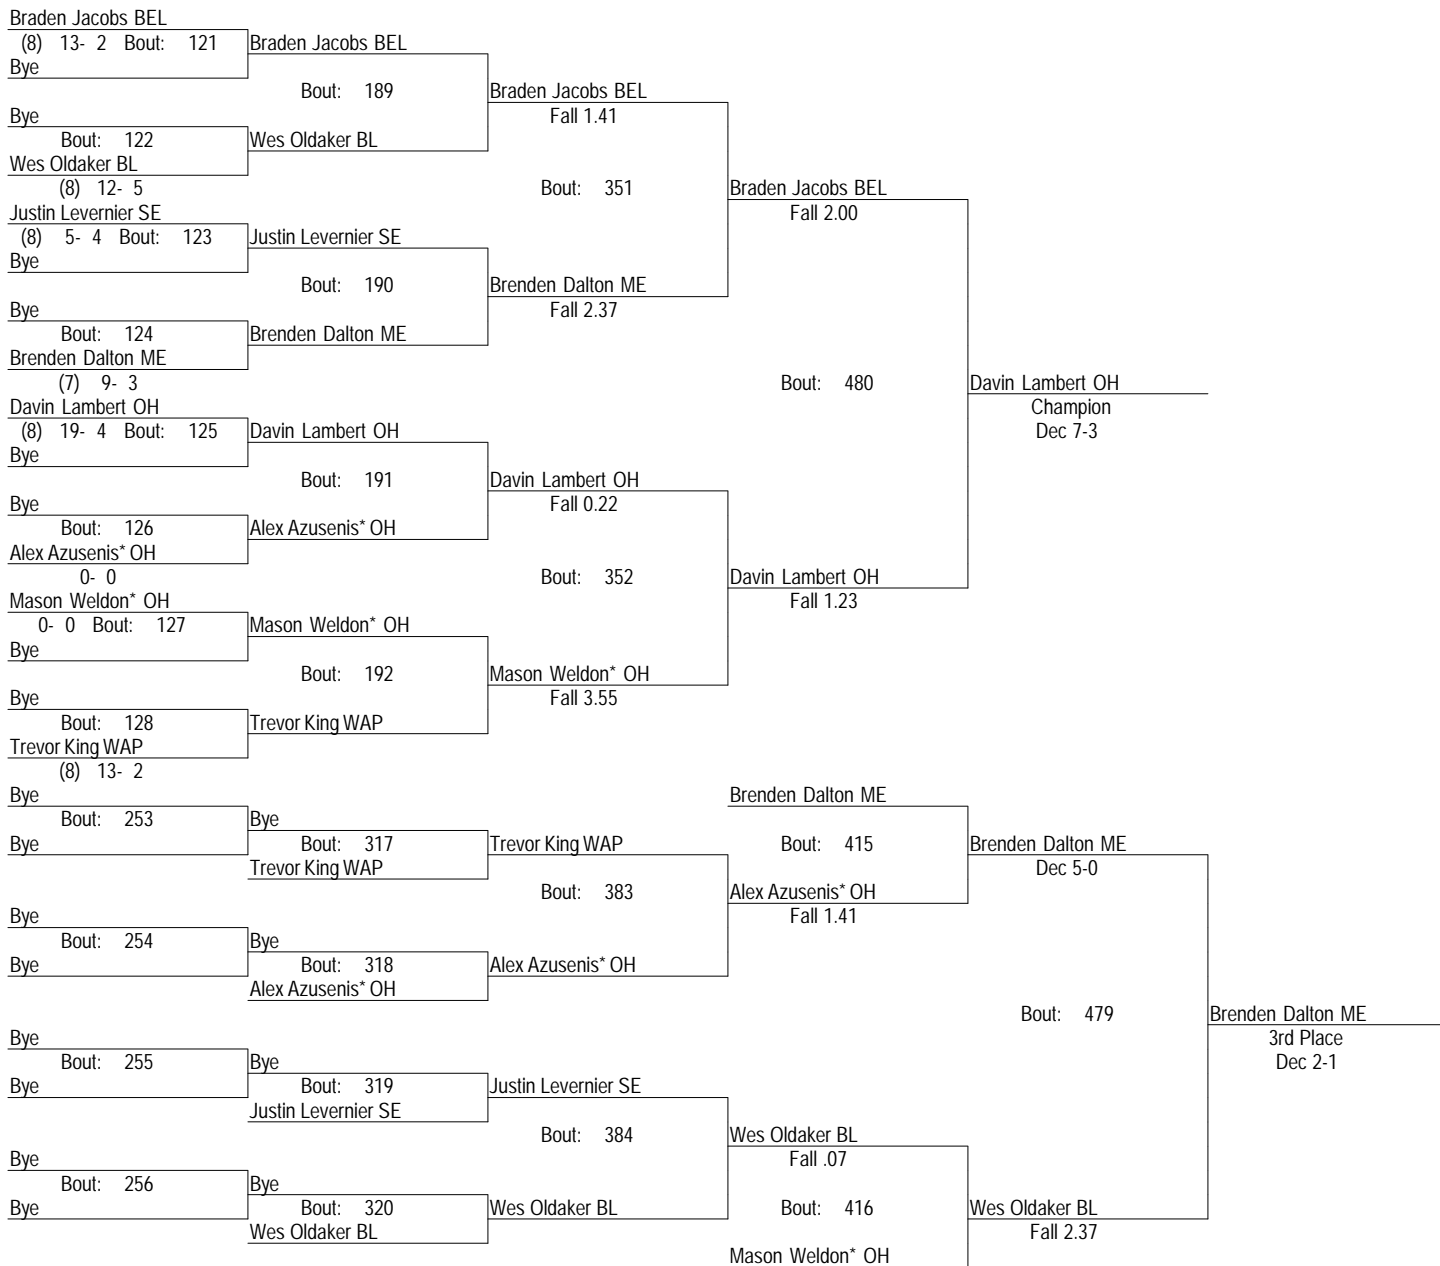 Braden Jacobs BEL
(8) 13- 2 Bout: 121 Braden Jacobs BEL
Bye
Bout: 189 Braden Jacobs BEL
Bye Fall 1.41
Bout: 122 Wes Oldaker BL
Wes Oldaker BL
(8) 12- 5 Bout: 351 Braden Jacobs BEL
Justin Levernier SE Fall 2.00
(8) 5- 4 Bout: 123 Justin Levernier SE
Bye
Bout: 190 Brenden Dalton ME
Bye Fall 2.37
Bout: 124 Brenden Dalton ME
Brenden Dalton ME
(7) 9- 3 Bout: 480 Davin Lambert OH
Davin Lambert OH Champion
(8) 19- 4 Bout: 125 Davin Lambert OH Dec 7-3
Bye
Bout: 191 Davin Lambert OH
Bye Fall 0.22
Bout: 126 Alex Azusenis* OH
Alex Azusenis* OH
0- 0 Bout: 352 Davin Lambert OH
Mason Weldon* OH Fall 1.23
0- 0 Bout: 127 Mason Weldon* OH
Bye
Bout: 192 Mason Weldon* OH
Bye Fall 3.55
Bout: 128 Trevor King WAP
Trevor King WAP
(8) 13- 2
Bye Brenden Dalton ME
Bout: 253 Bye
Bye Bout: 317 Trevor King WAP Bout: 415 Brenden Dalton ME
Trevor King WAP Dec 5-0
Bout: 383 Alex Azusenis* OH
Bye Fall 1.41
Bout: 254 Bye
Bye Bout: 318 Alex Azusenis* OH
Alex Azusenis* OH
Bout: 479 Brenden Dalton ME
Bye 3rd Place
Bout: 255 Bye Dec 2-1
Bye Bout: 319 Justin Levernier SE
Justin Levernier SE
Bout: 384 Wes Oldaker BL
Bye Fall .07
Bout: 256 Bye
Bye Bout: 320 Wes Oldaker BL Bout: 416 Wes Oldaker BL
Wes Oldaker BL Fall 2.37
Mason Weldon* OH